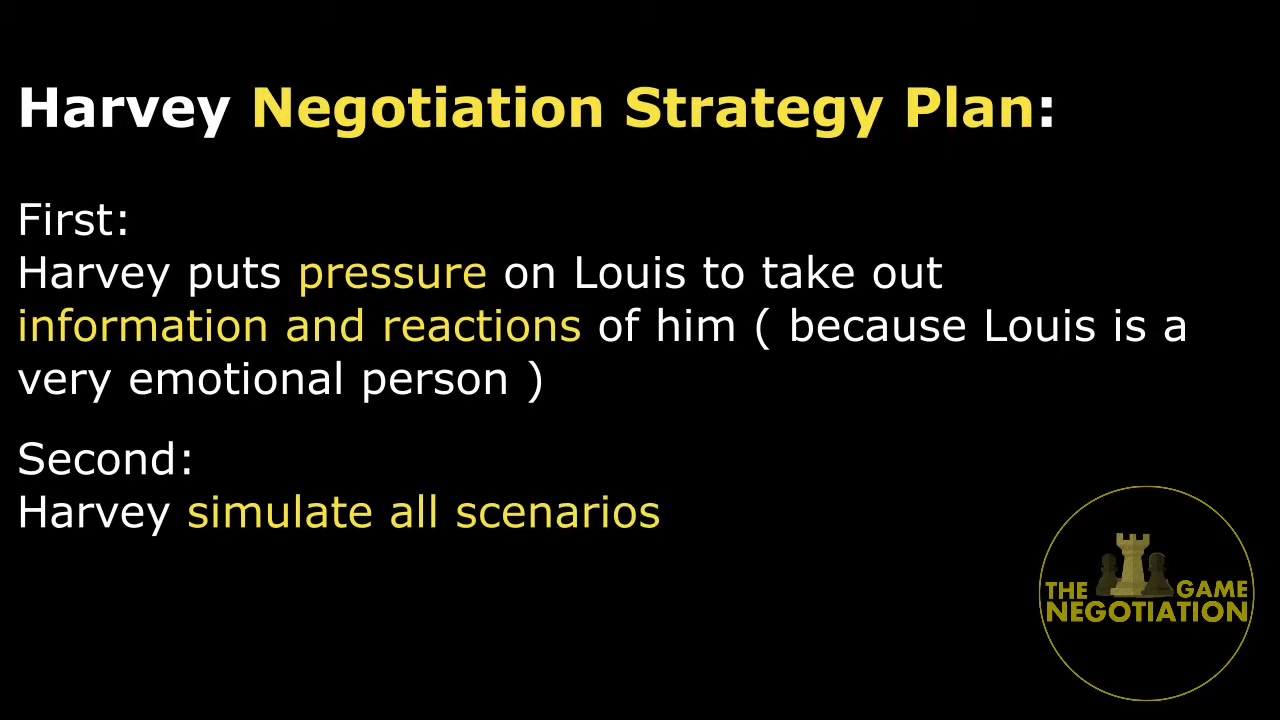 Harvey Negotiation Strategy Plan:
First:
Harvey puts pressure on Louis to take out
information and reactions of him ( because Louis is a
very emotional person )
Second:
Harvey simulate all scenarios
THE GAME
NEGOTIATION